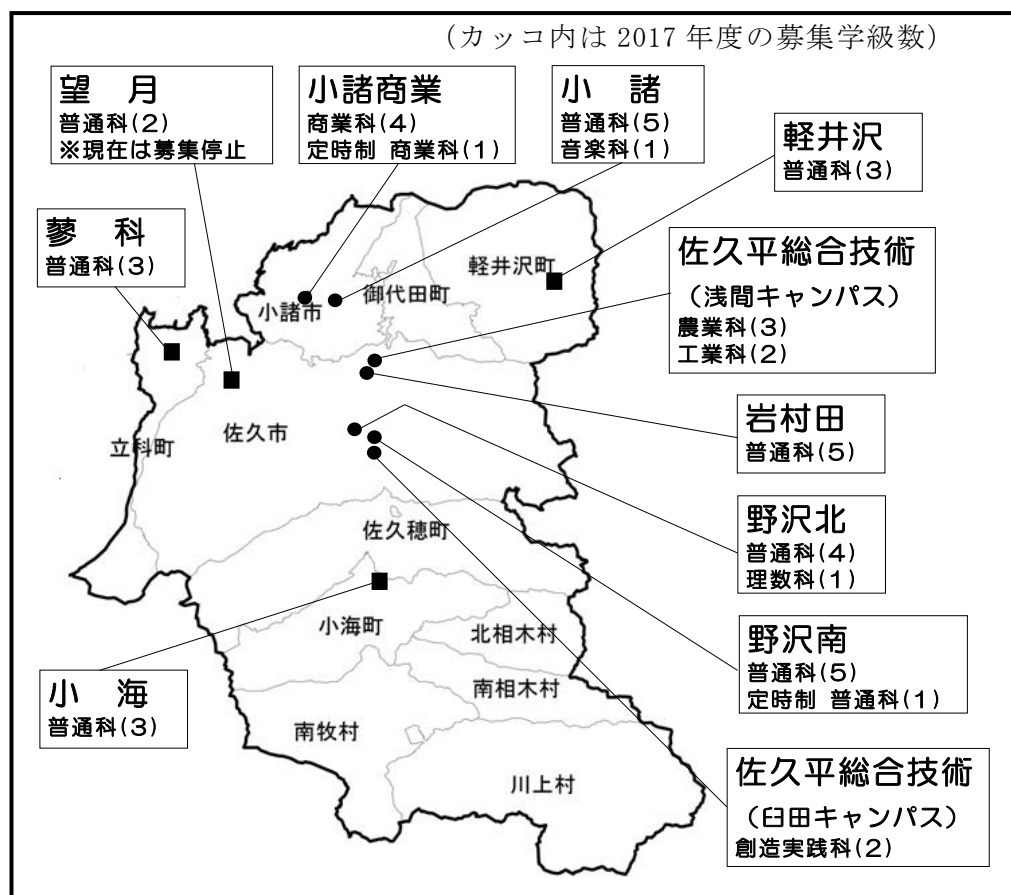 （カッコ内は 2017 年度の募集学級数）
望　月
普通科(2)
※現在は募集停止
小諸商業
商業科(4)
定時制 商業科(1)
小　諸
普通科(5)
音楽科(1)
軽井沢
普通科(3)
蓼　科
普通科(3)
佐久平総合技術
（浅間キャンパス）
農業科(3)
工業科(2)
軽井沢町
御代田町
小諸市
岩村田
普通科(5)
立科町
佐久市
野沢北
普通科(4)
理数科(1)
佐久穂町
小海町
北相木村
野沢南
普通科(5)
定時制 普通科(1)
小　海
普通科(3)
南相木村
南牧村
川上村
佐久平総合技術
（臼田キャンパス）
創造実践科(2)